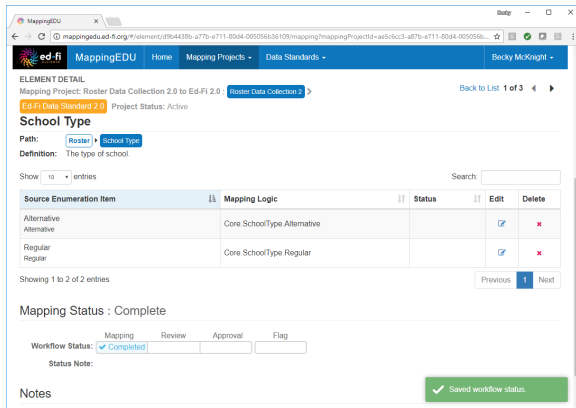 Becky
MappingEDU
mappingedu.ed-fi.org/#/element/d9b4438b-a77b-e711-80d4-005056b36109/mapping?mappingProjectId=ae5c6cc3-a87b-e711-80d4-005056b...
ed-fi ALLIANCE MappingEDU Home Mapping Projects Data Standards Becky McKnight
ELEMENT DETAIL
Mapping Project: Roster Data Collection 2.0 to Ed-Fi 2.0 : Roster Data Collection 2 Back to List 1 of 3
Ed-Fi Data Standard 2.0 Project Status: Active
School Type
Path: Roster School Type
Definition: The type of school.
Show 10 entries Search:
Source Enumeration Item Mapping Logic Status Edit Delete
Alternative
Alternative Core.SchoolType.Alternative
Regular
Regular Core.SchoolType.Regular
Showing 1 to 2 of 2 entries Previous 1 Next
Mapping Status : Complete
Mapping Review Approval Flag
Workflow Status: Completed
Status Note:
Saved workflow status.
Notes